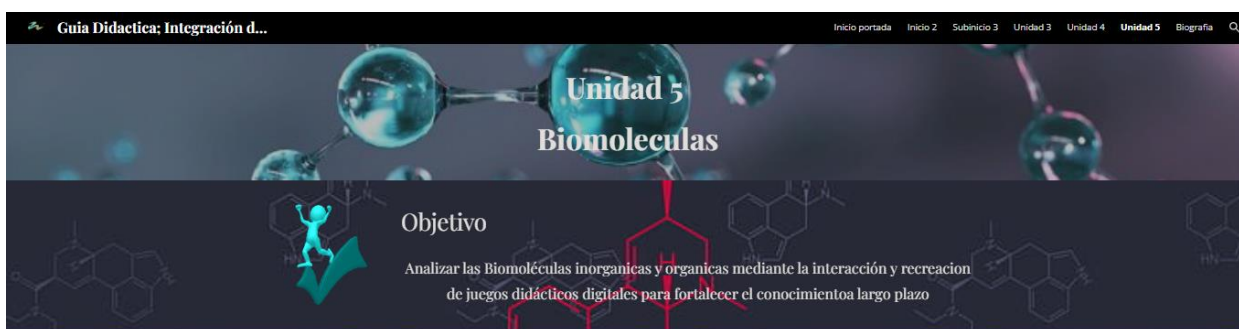 Guia Didactica; Integración d...
Inicio portada Inicio 2 Subinicio 3 Unidad 3 Unidad 4 Unidad 5 Biografia
Unidad 5
Biomoleculas
Objetivo
Analizar las Biomoléculas inorganicas y organicas mediante la interacción y recreacion
de juegos didácticos digitales para fortalecer el conocimientoa largo plazo